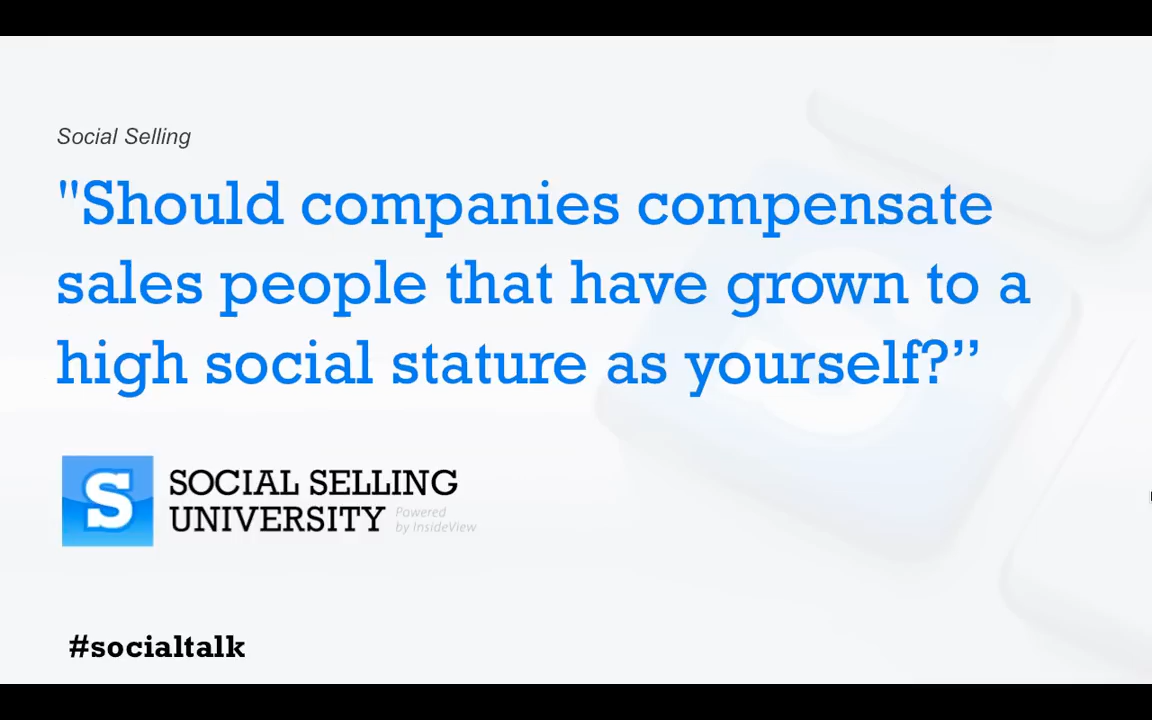 Social Selling
"Should companies compensate
sales people that have grown to a
high social stature as yourself?”
S
SOCIAL SELLING
UNIVERSITY Powered
by InsideView
#socialtalk